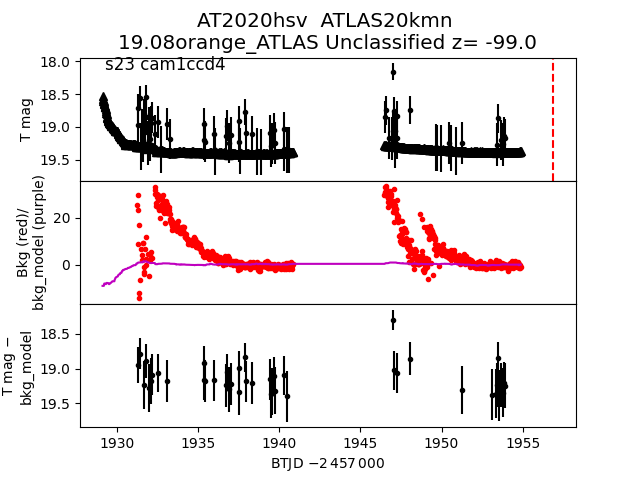 AT2020hsv  ATLAS20kmn
19.08orange_ATLAS Unclassified z= -99.0
s23 cam1ccd4
T mag
18.0
18.5
19.0
19.5
Bkg (red)/
bkg_model (purple)
20
0
T mag −
bkg_model
18.5
19.0
19.5
1930
1935
1940
1945
1950
1955
BTJD −2 457 000